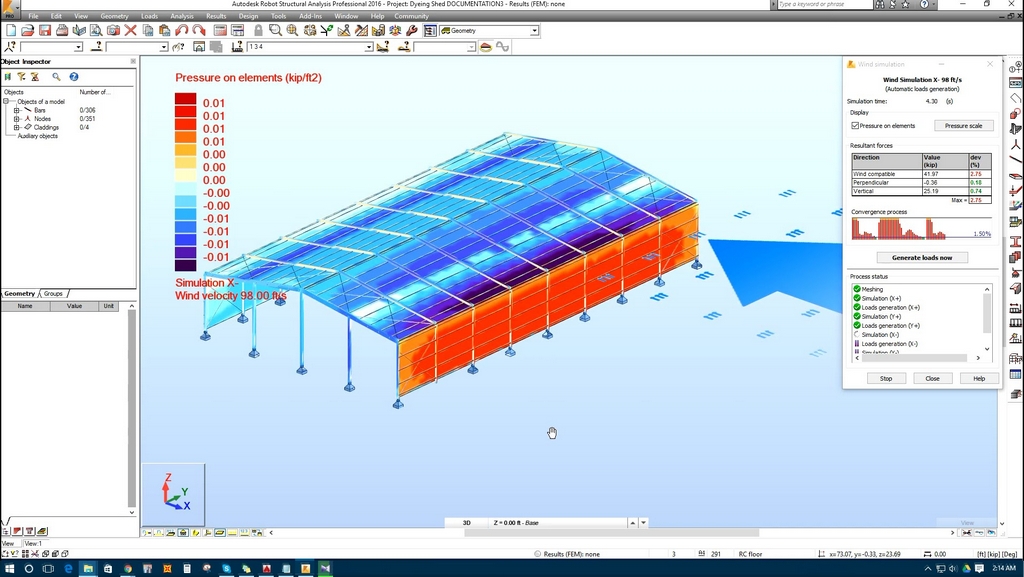 Autodesk Robot Structural Analysis Professional 2016 - Project: Dyeing Shed DOCUMENTATION3 - Results (FEM): none
Type a keyword or phrase
PRO
File Edit View Geometry Loads Analysis Results Design Tools Add-Ins Window Help Community
Geometry
1 3 4
Object Inspector
Objects Number of...
Objects of a model
Bars 0/306
Nodes 0/351
Claddings 0/4
Auxiliary objects
Geometry Groups
Name Value Unit
Pressure on elements (kip/ft2)
0.01
0.01
0.01
0.01
0.00
0.00
0.00
-0.00
-0.00
-0.01
-0.01
-0.01
-0.01
Simulation X-
Wind velocity 98.00 ft/s
Wind simulation
Wind Simulation X- 98 ft/s
(Automatic loads generation)
Simulation time: 4.30 (s)
Display
Pressure on elements
Pressure scale
Resultant forces
Direction Value (kip) dev (%)
Wind compatible 41.97 2.75
Perpendicular -0.36 0.18
Vertical 25.19 0.74
Max = 2.75
Convergence process
1.50%
Generate loads now
Process status
Meshing
Simulation (X+)
Loads generation (X+)
Simulation (Y+)
Loads generation (Y+)
Simulation (X-)
Loads generation (X-)
Simulation (Y-)
Stop Close Help
Z
Y
X
3D Z = 0.00 ft - Base
View
View View:1
Results (FEM): none 3 291 RC floor x=73.07, y=-0.33, z=23.69 0.00 [ft] [kip] [Deg]
2:14 AM